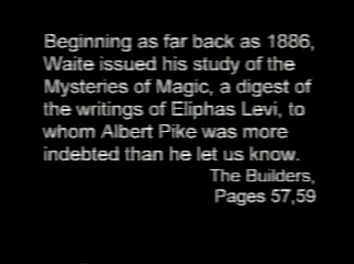 Beginning as far back as 1886,
Waite issued his study of the
Mysteries of Magic, a digest of
the writings of Eliphas Levi, to
whom Albert Pike was more
indebted than he let us know.
The Builders,
Pages 57,59